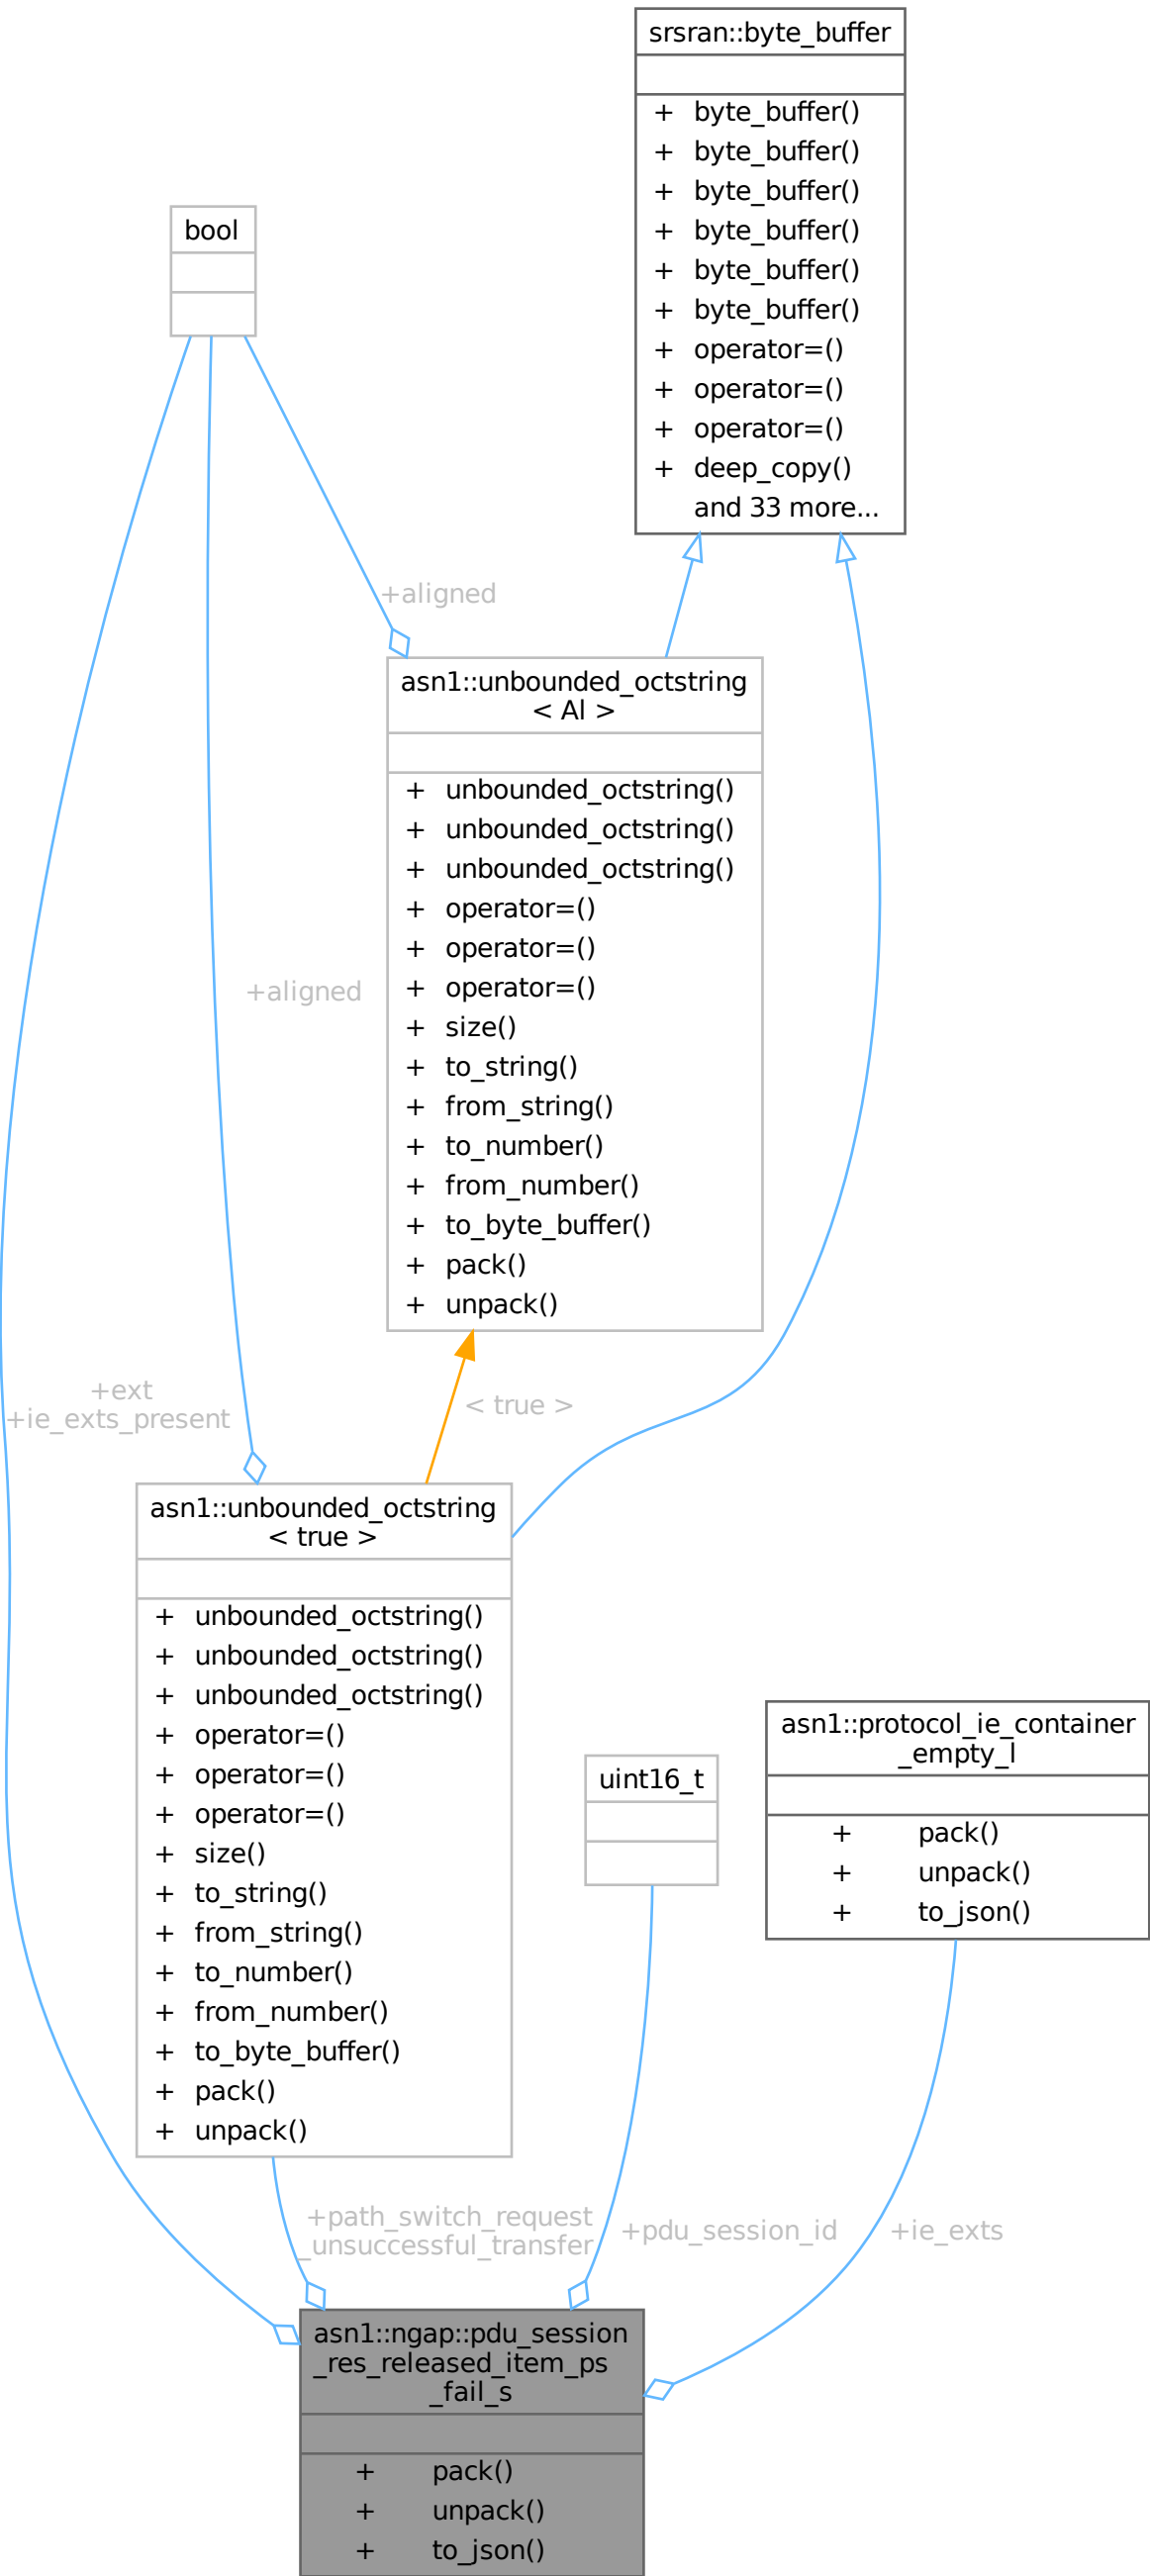 srsran::byte_buffer
+ byte_buffer()
+ byte_buffer()
+ byte_buffer()
+ byte_buffer()
+ byte_buffer()
+ byte_buffer()
+ operator=()
+ operator=()
+ operator=()
+ deep_copy()
and 33 more...
bool
+aligned
asn1::unbounded_octstring
< Al >
+ unbounded_octstring()
+ unbounded_octstring()
+ unbounded_octstring()
+ operator=()
+ operator=()
+ operator=()
+ size()
+ to_string()
+ from_string()
+ to_number()
+ from_number()
+ to_byte_buffer()
+ pack()
+ unpack()
+aligned
+ext
+ie_exts_present
< true >
asn1::unbounded_octstring
< true >
+ unbounded_octstring()
+ unbounded_octstring()
+ unbounded_octstring()
+ operator=()
+ operator=()
+ operator=()
+ size()
+ to_string()
+ from_string()
+ to_number()
+ from_number()
+ to_byte_buffer()
+ pack()
+ unpack()
uint16_t
asn1::protocol_ie_container
_empty_l
+ pack()
+ unpack()
+ to_json()
+path_switch_request
_unsuccessful_transfer
+pdu_session_id
+ie_exts
asn1::ngap::pdu_session
_res_released_item_ps
_fail_s
+ pack()
+ unpack()
+ to_json()